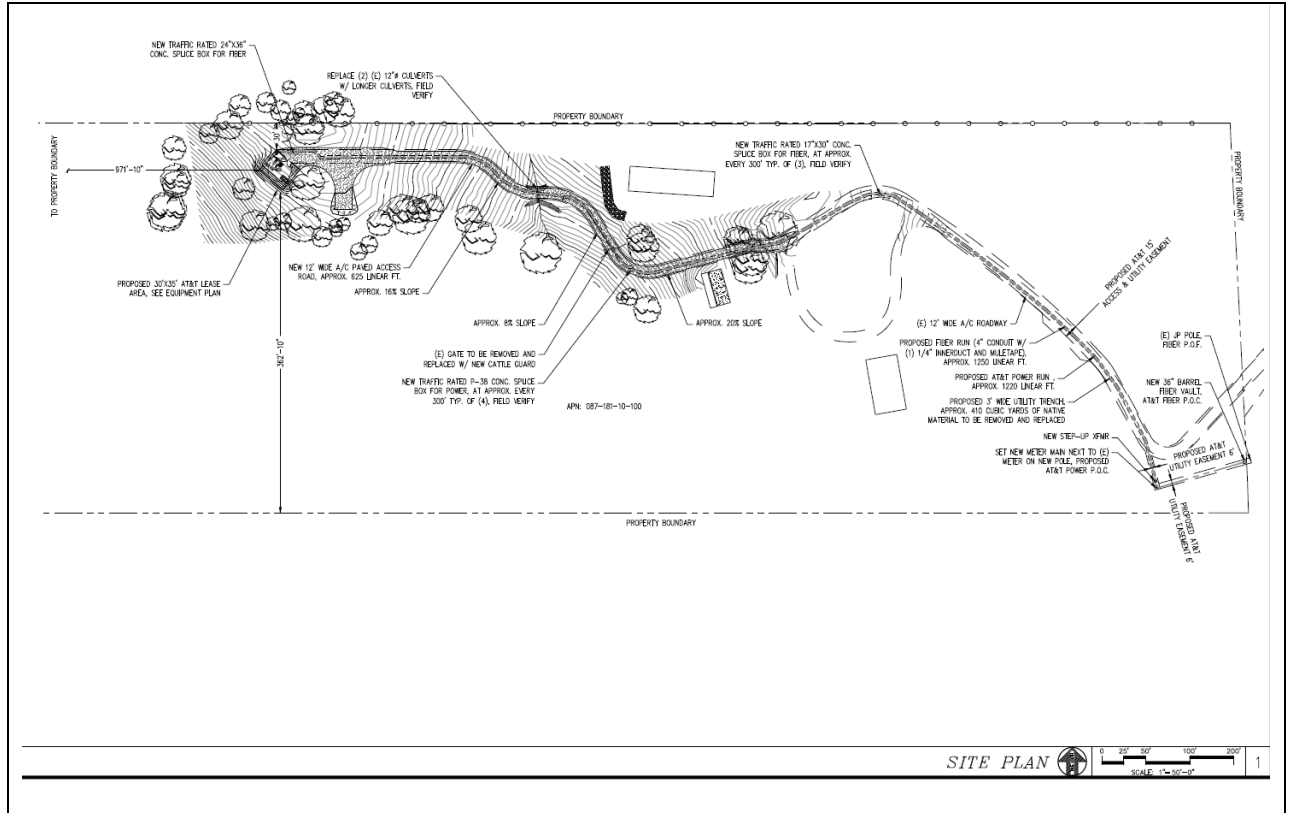 NEW TRAFFIC RATED 24"X36"
CONC. SPLICE BOX FOR FIBER
REPLACE (2) (E) 12"ø CULVERTS
W/ LONGER CULVERTS, FIELD
VERIFY
PROPERTY BOUNDARY
NEW TRAFFIC RATED 17"X30" CONC.
SPLICE BOX FOR FIBER, AT APPROX.
EVERY 300' TYP. OF (3), FIELD VERIFY
TO PROPERTY BOUNDARY
971'-10"
PROPERTY BOUNDARY
PROPOSED 30'X35' AT&T LEASE
AREA, SEE EQUIPMENT PLAN
NEW 12' WIDE A/C PAVED ACCESS
ROAD, APPROX. 625 LINEAR FT.
APPROX. 16% SLOPE
APPROX. 8% SLOPE
APPROX. 20% SLOPE
(E) GATE TO BE REMOVED AND
REPLACED W/ NEW CATTLE GUARD
NEW TRAFFIC RATED P-38 CONC. SPLICE
BOX FOR POWER, AT APPROX. EVERY
300' TYP. OF (4), FIELD VERIFY
362'-10"
APN: 087-181-10-100
PROPOSED AT&T 15'
ACCESS & UTILITY EASEMENT
(E) 12' WIDE A/C ROADWAY
PROPOSED FIBER RUN (4" CONDUIT W/
(1) 1/4" INNERDUCT AND MULETAPE),
APPROX. 1250 LINEAR FT.
PROPOSED AT&T POWER RUN ,
APPROX. 1220 LINEAR FT.
PROPOSED 3' WIDE UTILITY TRENCH,
APPROX. 410 CUBIC YARDS OF NATIVE
MATERIAL TO BE REMOVED AND REPLACED
NEW STEP-UP XFMR
SET NEW METER MAIN NEXT TO (E)
METER ON NEW POLE, PROPOSED
AT&T POWER P.O.C.
(E) JP POLE,
FIBER P.O.F.
NEW 36" BARREL
FIBER VAULT,
AT&T FIBER P.O.C.
PROPOSED AT&T
UTILITY EASEMENT 6'
PROPOSED AT&T
UTILITY EASEMENT 6'
PROPERTY BOUNDARY
SITE PLAN
0 25' 50' 100' 200'
SCALE: 1"=50'-0"
1